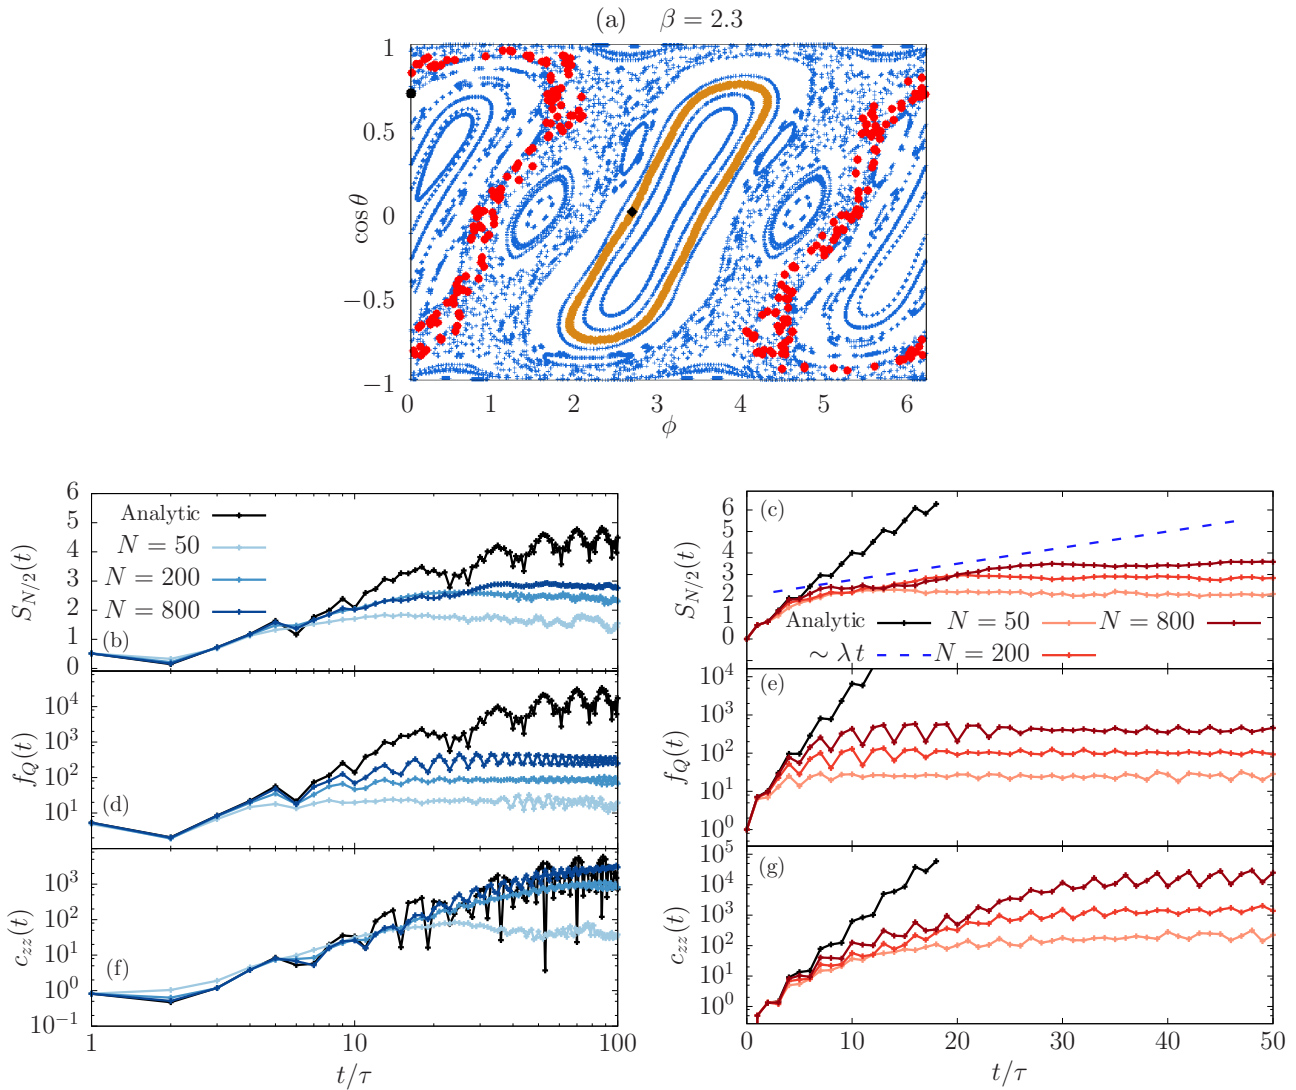 (a) β = 2.3
1
0.5
0
−0.5
−1
cos θ
0 1 2 3 4 5 6
ϕ
6
5
4
3
2
1
0
S_{N/2}(t)
Analytic
N = 50
N = 200
N = 800
(b)
10^4
10^3
10^2
10^1
f_Q(t)
(d)
10^3
10^2
10^1
10^0
10^{−1}
c_{zz}(t)
(f)
1 10 100
t/τ
6
5
4
3
2
1
0
S_{N/2}(t)
(c)
Analytic N = 50 N = 800
∼ λ t N = 200
10^4
10^3
10^2
10^1
10^0
f_Q(t)
(e)
10^5
10^4
10^3
10^2
10^1
10^0
c_{zz}(t)
(g)
0 10 20 30 40 50
t/τ